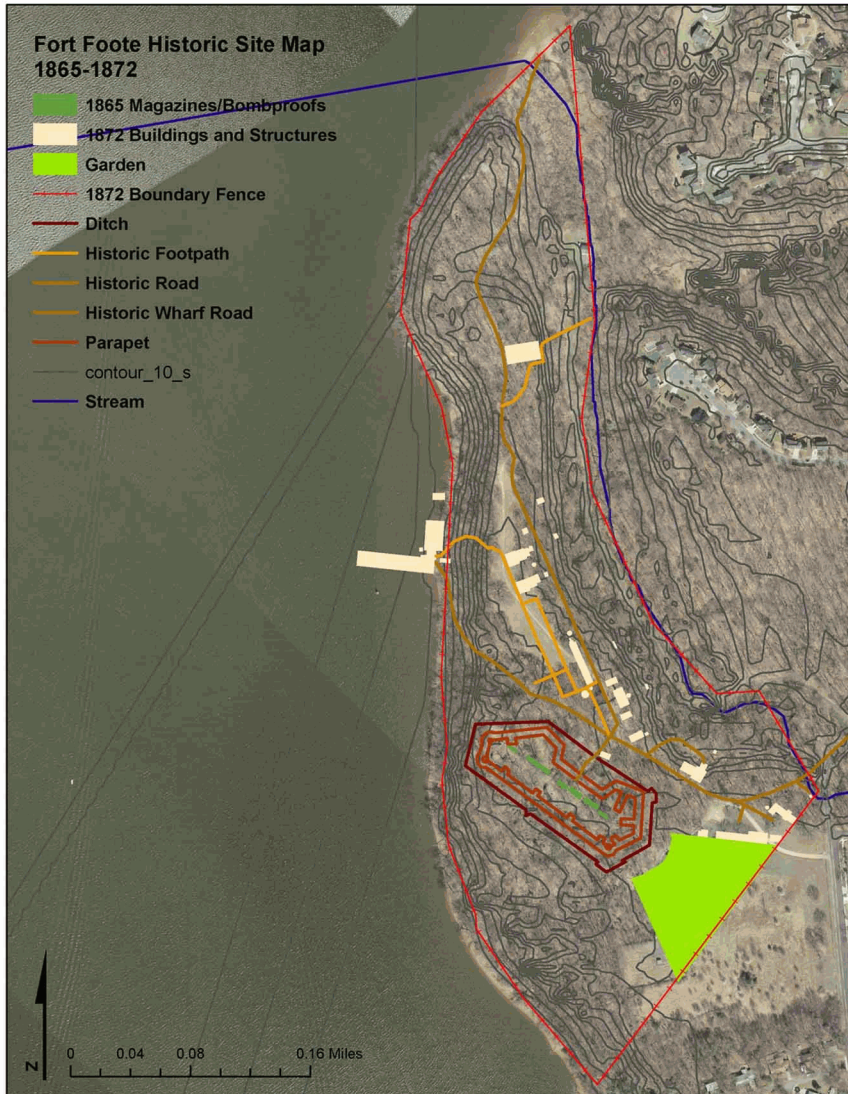 Fort Foote Historic Site Map
1865-1872
1865 Magazines/Bombproofs
1872 Buildings and Structures
Garden
1872 Boundary Fence
Ditch
Historic Footpath
Historic Road
Historic Wharf Road
Parapet
contour_10_s
Stream
N
0 0.04 0.08 0.16 Miles